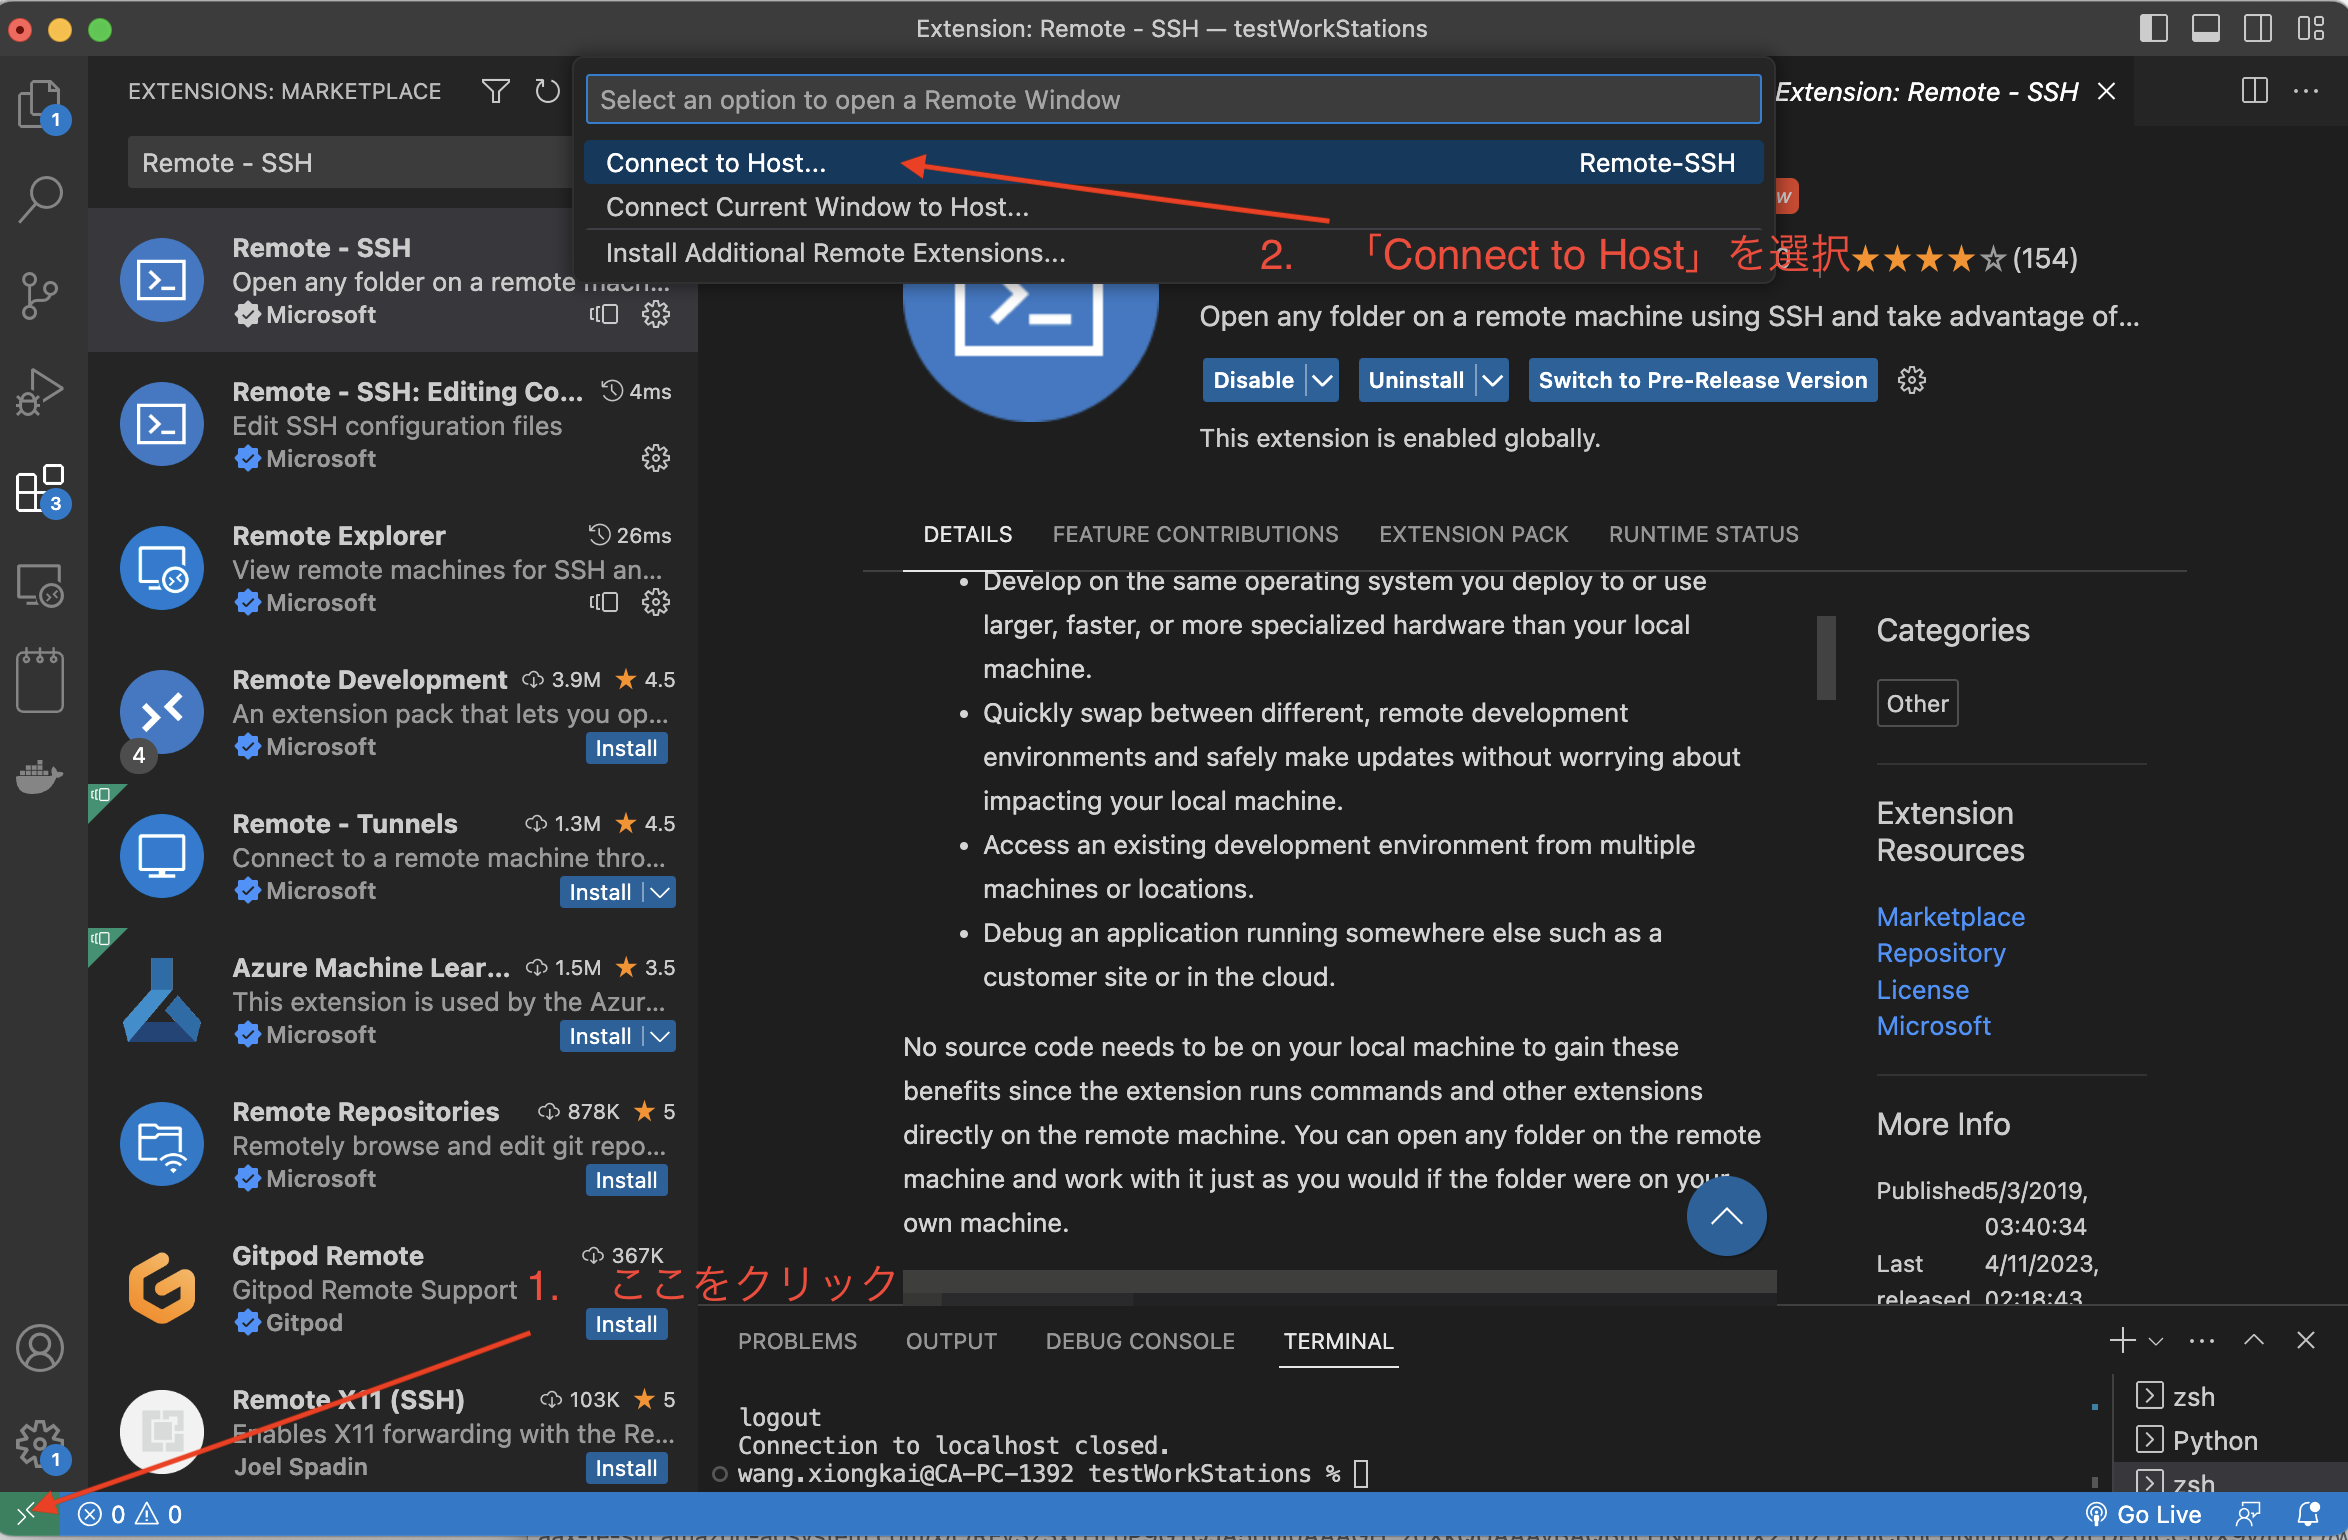 Extension: Remote - SSH — testWorkStations
EXTENSIONS: MARKETPLACE
Select an option to open a Remote Window
Extension: Remote - SSH
1
Remote - SSH
Connect to Host...
Remote-SSH
Connect Current Window to Host...
Install Additional Remote Extensions...
2. 「Connect to Host」を選択
(154)
Remote - SSH
Open any folder on a remote mach...
Microsoft
Open any folder on a remote machine using SSH and take advantage of...
Disable
Uninstall
Switch to Pre-Release Version
This extension is enabled globally.
Remote - SSH: Editing Co...
4ms
Edit SSH configuration files
Microsoft
3
Remote Explorer
26ms
View remote machines for SSH an...
Microsoft
Remote Development
3.9M
4.5
An extension pack that lets you op...
Microsoft
Install
4
Remote - Tunnels
1.3M
4.5
Connect to a remote machine thro...
Microsoft
Install
Azure Machine Lear...
1.5M
3.5
This extension is used by the Azur...
Microsoft
Install
Remote Repositories
878K
5
Remotely browse and edit git repo...
Microsoft
Install
Gitpod Remote
367K
Gitpod Remote Support
1. ここをクリック
Gitpod
Install
Remote X11 (SSH)
103K
5
Enables X11 forwarding with the Re...
Joel Spadin
Install
1
DETAILS
FEATURE CONTRIBUTIONS
EXTENSION PACK
RUNTIME STATUS
Develop on the same operating system you deploy to or use
larger, faster, or more specialized hardware than your local
machine.
Quickly swap between different, remote development
environments and safely make updates without worrying about
impacting your local machine.
Access an existing development environment from multiple
machines or locations.
Debug an application running somewhere else such as a
customer site or in the cloud.
No source code needs to be on your local machine to gain these
benefits since the extension runs commands and other extensions
directly on the remote machine. You can open any folder on the remote
machine and work with it just as you would if the folder were on your
own machine.
Categories
Other
Extension
Resources
Marketplace
Repository
License
Microsoft
More Info
Published 5/3/2019,
03:40:34
Last 4/11/2023,
released 02:18:43
PROBLEMS
OUTPUT
DEBUG CONSOLE
TERMINAL
logout
Connection to localhost closed.
wang.xiongkai@CA-PC-1392 testWorkStations %
zsh
Python
zsh
0
0
Go Live